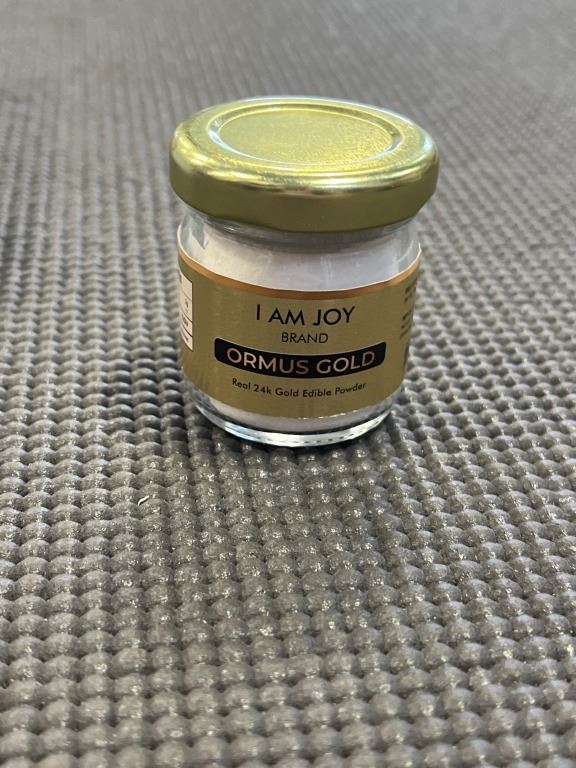 I AM JOY
BRAND
ORMUS GOLD
Real 24k Gold Edible Powder